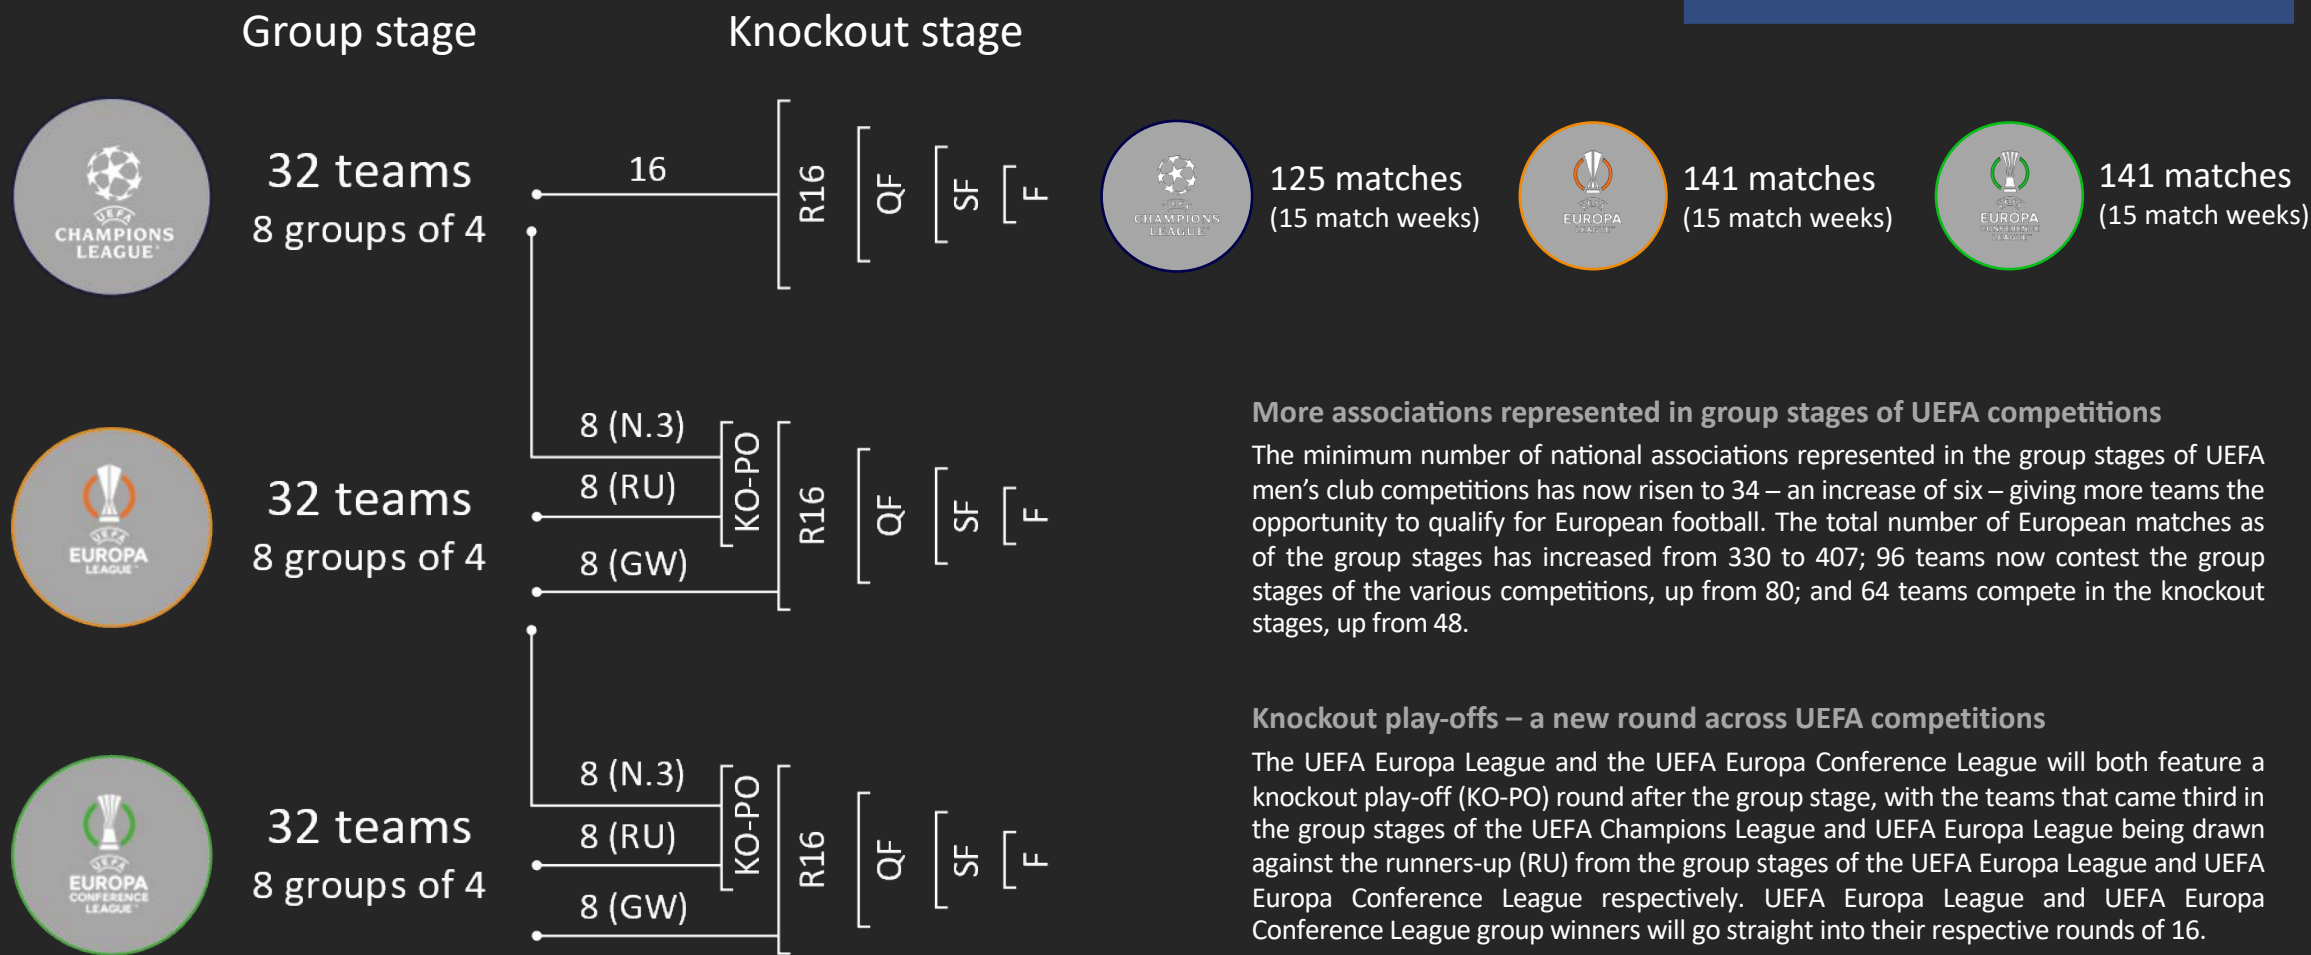 Group stage
Knockout stage
UEFA
CHAMPIONS
LEAGUE
32 teams
8 groups of 4
16
R16
QF
SF
F
UEFA
CHAMPIONS
LEAGUE
125 matches
(15 match weeks)
UEFA
EUROPA
LEAGUE
141 matches
(15 match weeks)
UEFA
EUROPA
CONFERENCE
LEAGUE
141 matches
(15 match weeks)
UEFA
EUROPA
LEAGUE
32 teams
8 groups of 4
8 (N.3)
8 (RU)
8 (GW)
KO-PO
R16
QF
SF
F
UEFA
EUROPA
CONFERENCE
LEAGUE
32 teams
8 groups of 4
8 (N.3)
8 (RU)
8 (GW)
KO-PO
R16
QF
SF
F
More associations represented in group stages of UEFA competitions
The minimum number of national associations represented in the group stages of UEFA
men’s club competitions has now risen to 34 – an increase of six – giving more teams the
opportunity to qualify for European football. The total number of European matches as
of the group stages has increased from 330 to 407; 96 teams now contest the group
stages of the various competitions, up from 80; and 64 teams compete in the knockout
stages, up from 48.
Knockout play-offs – a new round across UEFA competitions
The UEFA Europa League and the UEFA Europa Conference League will both feature a
knockout play-off (KO-PO) round after the group stage, with the teams that came third in
the group stages of the UEFA Champions League and UEFA Europa League being drawn
against the runners-up (RU) from the group stages of the UEFA Europa League and UEFA
Europa Conference League respectively. UEFA Europa League and UEFA Europa
Conference League group winners will go straight into their respective rounds of 16.